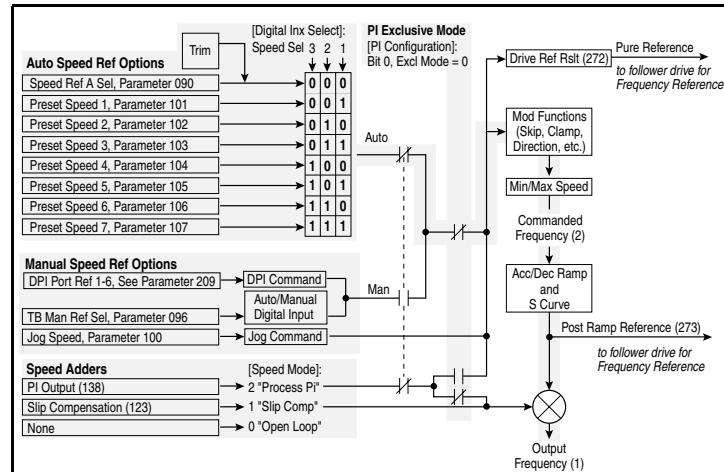 [Digital Inx Select]:
Speed Sel 3 2 1
Trim
Auto Speed Ref Options
Speed Ref A Sel, Parameter 090
0 0 0
Preset Speed 1, Parameter 101
0 0 1
Preset Speed 2, Parameter 102
0 1 0
Preset Speed 3, Parameter 103
0 1 1
Preset Speed 4, Parameter 104
1 0 0
Preset Speed 5, Parameter 105
1 0 1
Preset Speed 6, Parameter 106
1 1 0
Preset Speed 7, Parameter 107
1 1 1
Auto
PI Exclusive Mode
[PI Configuration]:
Bit 0, Excl Mode = 0
Drive Ref Rslt (272)
Pure Reference
to follower drive for
Frequency Reference
Mod Functions
(Skip, Clamp,
Direction, etc.)
Min/Max Speed
Commanded
Frequency (2)
Acc/Dec Ramp
and
S Curve
Post Ramp Reference (273)
to follower drive for
Frequency Reference
Manual Speed Ref Options
DPI Port Ref 1-6, See Parameter 209
DPI Command
Auto/Manual
Digital Input
Man
TB Man Ref Sel, Parameter 096
Jog Speed, Parameter 100
Jog Command
Speed Adders
[Speed Mode]:
PI Output (138)
2 "Process Pi"
Slip Compensation (123)
1 "Slip Comp"
None
0 "Open Loop"
Output
Frequency (1)